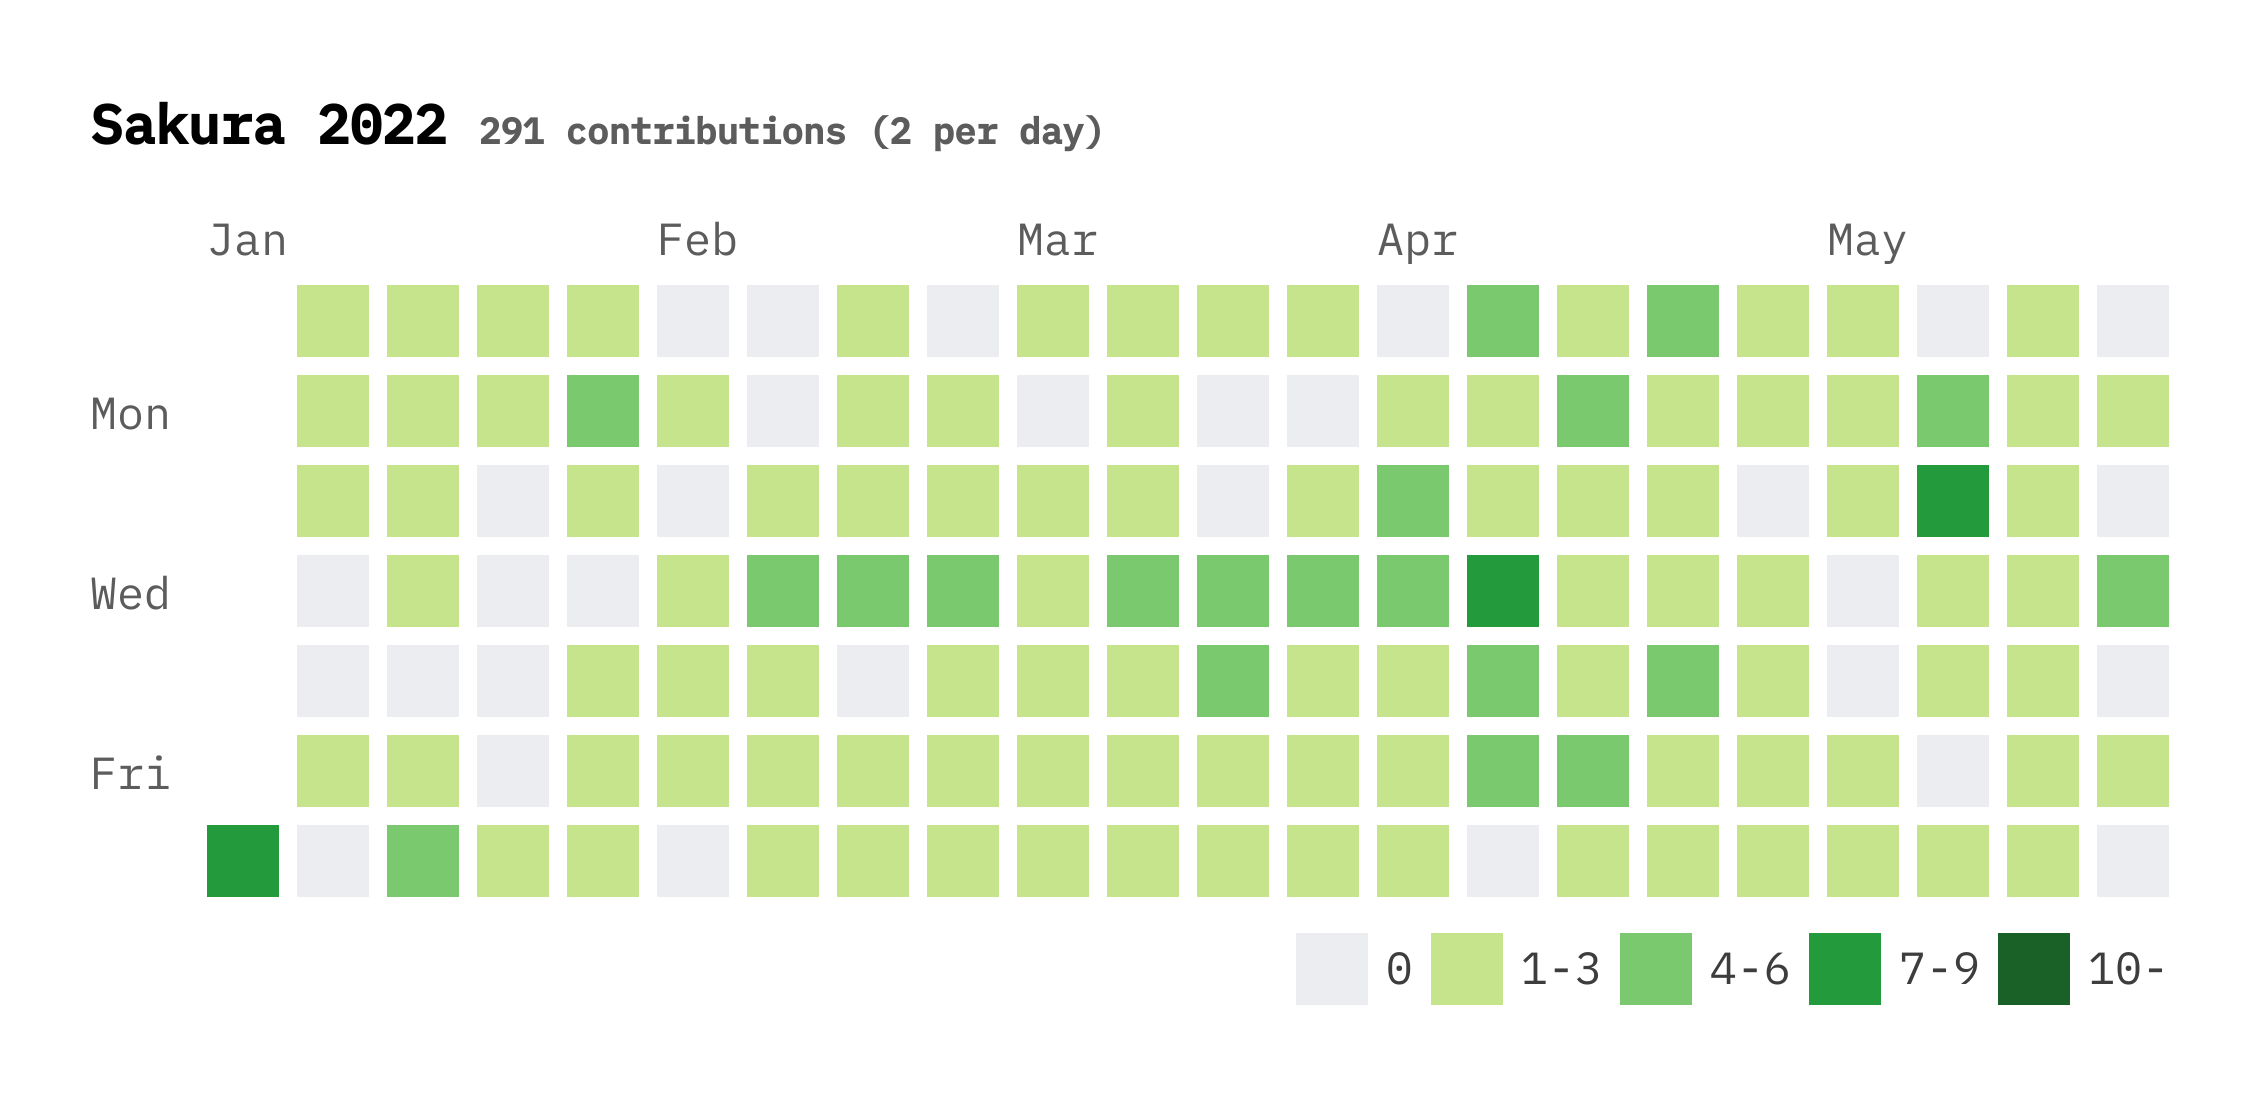 Sakura 2022 291 contributions (2 per day)
Jan Feb Mar Apr May
Mon
Wed
Fri
0 1-3 4-6 7-9 10-